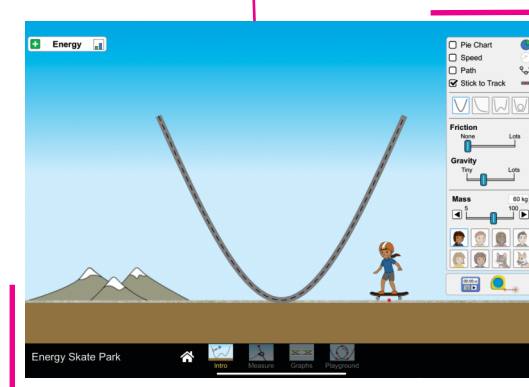 Energy
Pie Chart
Speed
Path
Stick to Track
Friction
None Lots
Gravity
Tiny Lots
Mass 60 kg
5 100
Energy Skate Park
Intro Measure Graphs Playground